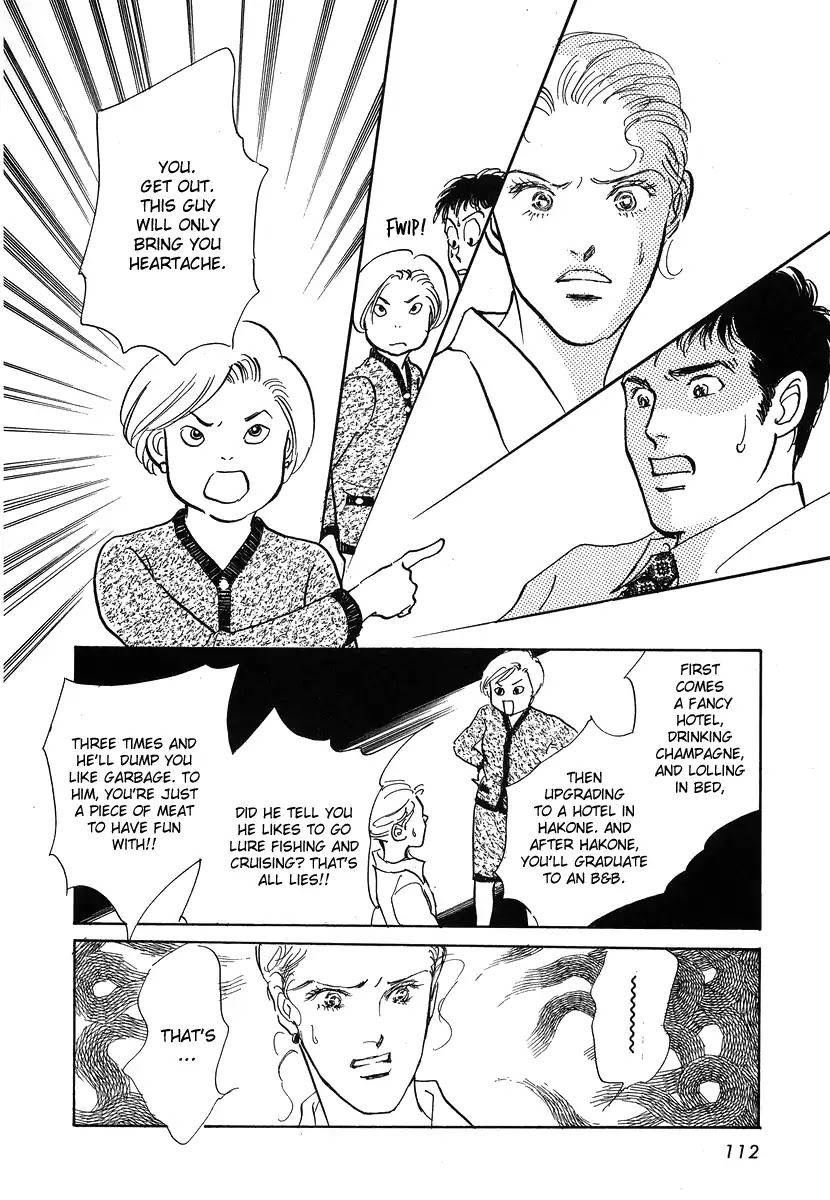 FWIP!
YOU.
GET OUT.
THIS GUY
WILL ONLY
BRING YOU
HEARTACHE.
FIRST
COMES
A FANCY
HOTEL,
DRINKING
CHAMPAGNE,
AND LOLLING
IN BED,
THEN
UPGRADING
TO A HOTEL IN
HAKONE. AND
AFTER HAKONE,
YOU'LL GRADUATE
TO AN B&B.
DID HE TELL YOU
HE LIKES TO GO
LURE FISHING AND
CRUISING? THAT'S
ALL LIES!!
THREE TIMES AND
HE'LL DUMP YOU
LIKE GARBAGE. TO
HIM, YOU'RE JUST
A PIECE OF MEAT
TO HAVE FUN
WITH!!
THAT'S
...
112